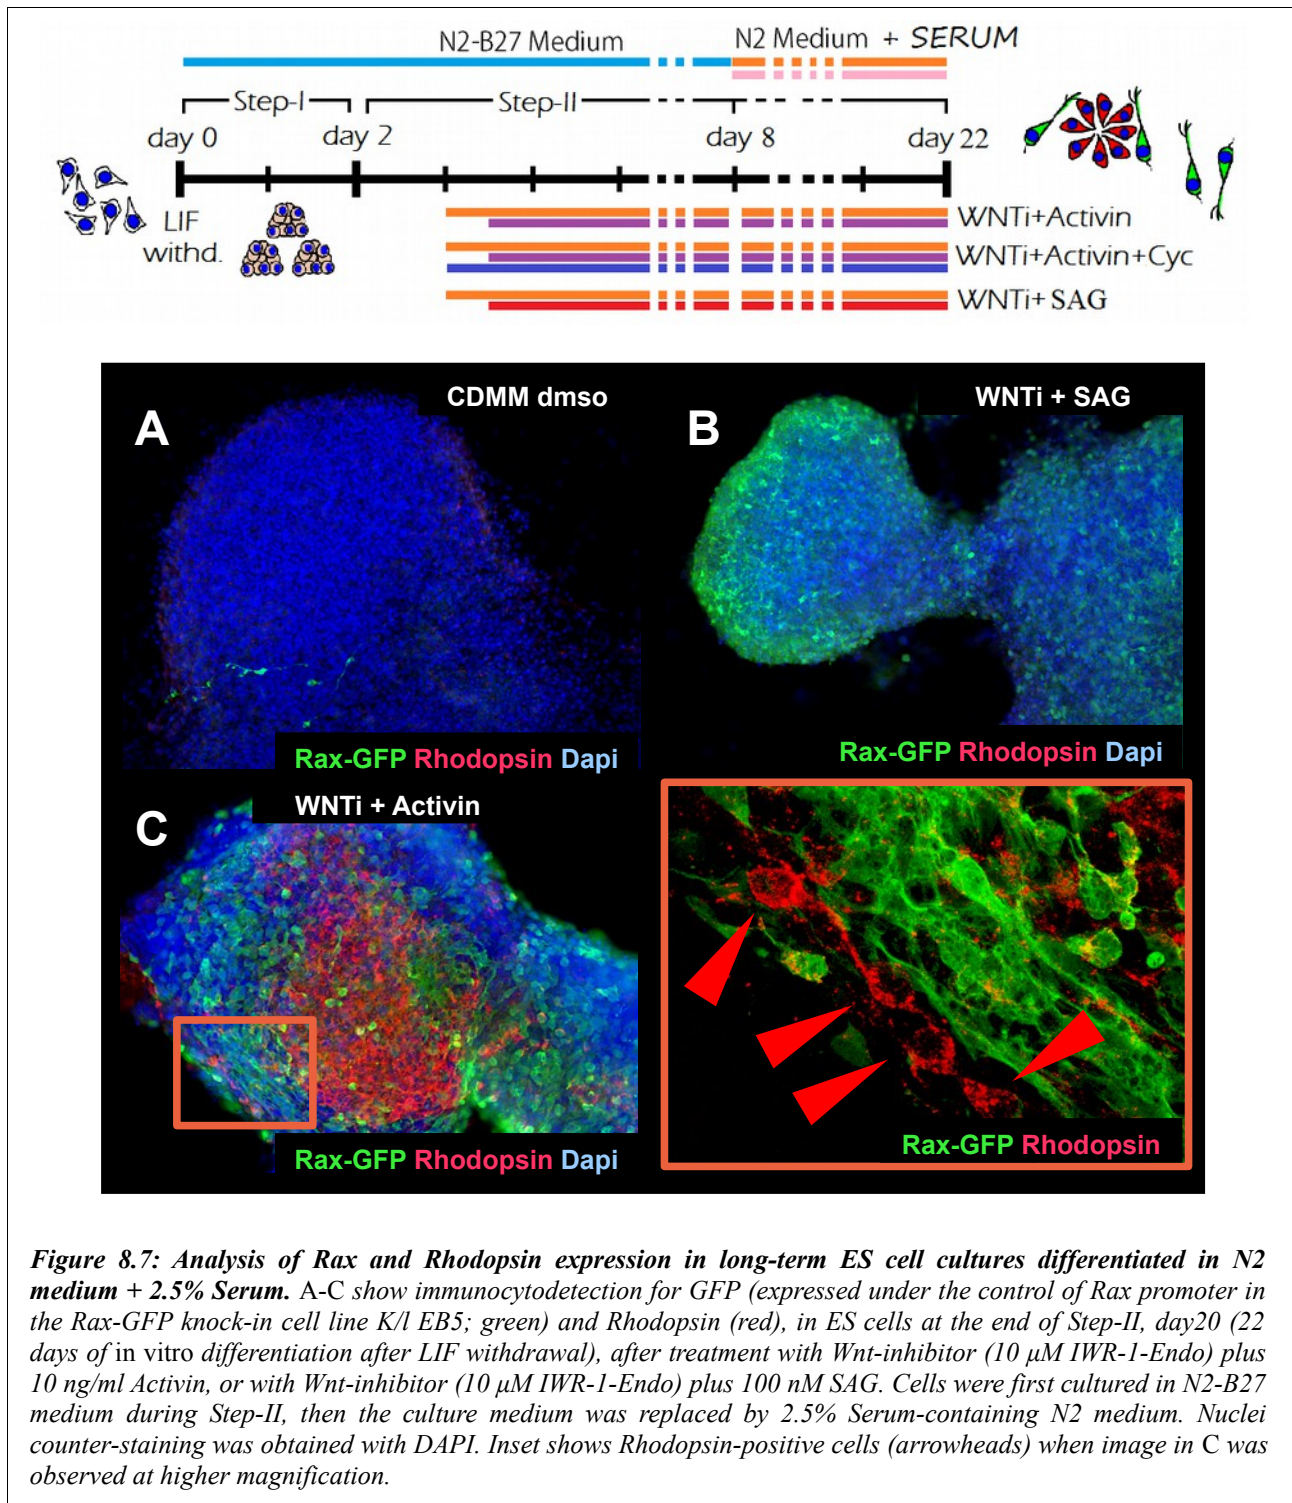 N2-B27 Medium
N2 Medium + SERUM
Step-I
Step-II
day 0
day 2
day 8
day 22
LIF
withd.
WNTi+Activin
WNTi+Activin+Cyc
WNTi+ SAG
A
CDMM dmso
Rax-GFP Rhodopsin Dapi
B
WNTi + SAG
Rax-GFP Rhodopsin Dapi
C
WNTi + Activin
Rax-GFP Rhodopsin Dapi
Rax-GFP Rhodopsin
Figure 8.7: Analysis of Rax and Rhodopsin expression in long-term ES cell cultures differentiated in N2
medium + 2.5% Serum. A-C show immunocytodetection for GFP (expressed under the control of Rax promoter in
the Rax-GFP knock-in cell line K/l EB5; green) and Rhodopsin (red), in ES cells at the end of Step-II, day20 (22
days of in vitro differentiation after LIF withdrawal), after treatment with Wnt-inhibitor (10 µM IWR-1-Endo) plus
10 ng/ml Activin, or with Wnt-inhibitor (10 µM IWR-1-Endo) plus 100 nM SAG. Cells were first cultured in N2-B27
medium during Step-II, then the culture medium was replaced by 2.5% Serum-containing N2 medium. Nuclei
counter-staining was obtained with DAPI. Inset shows Rhodopsin-positive cells (arrowheads) when image in C was
observed at higher magnification.